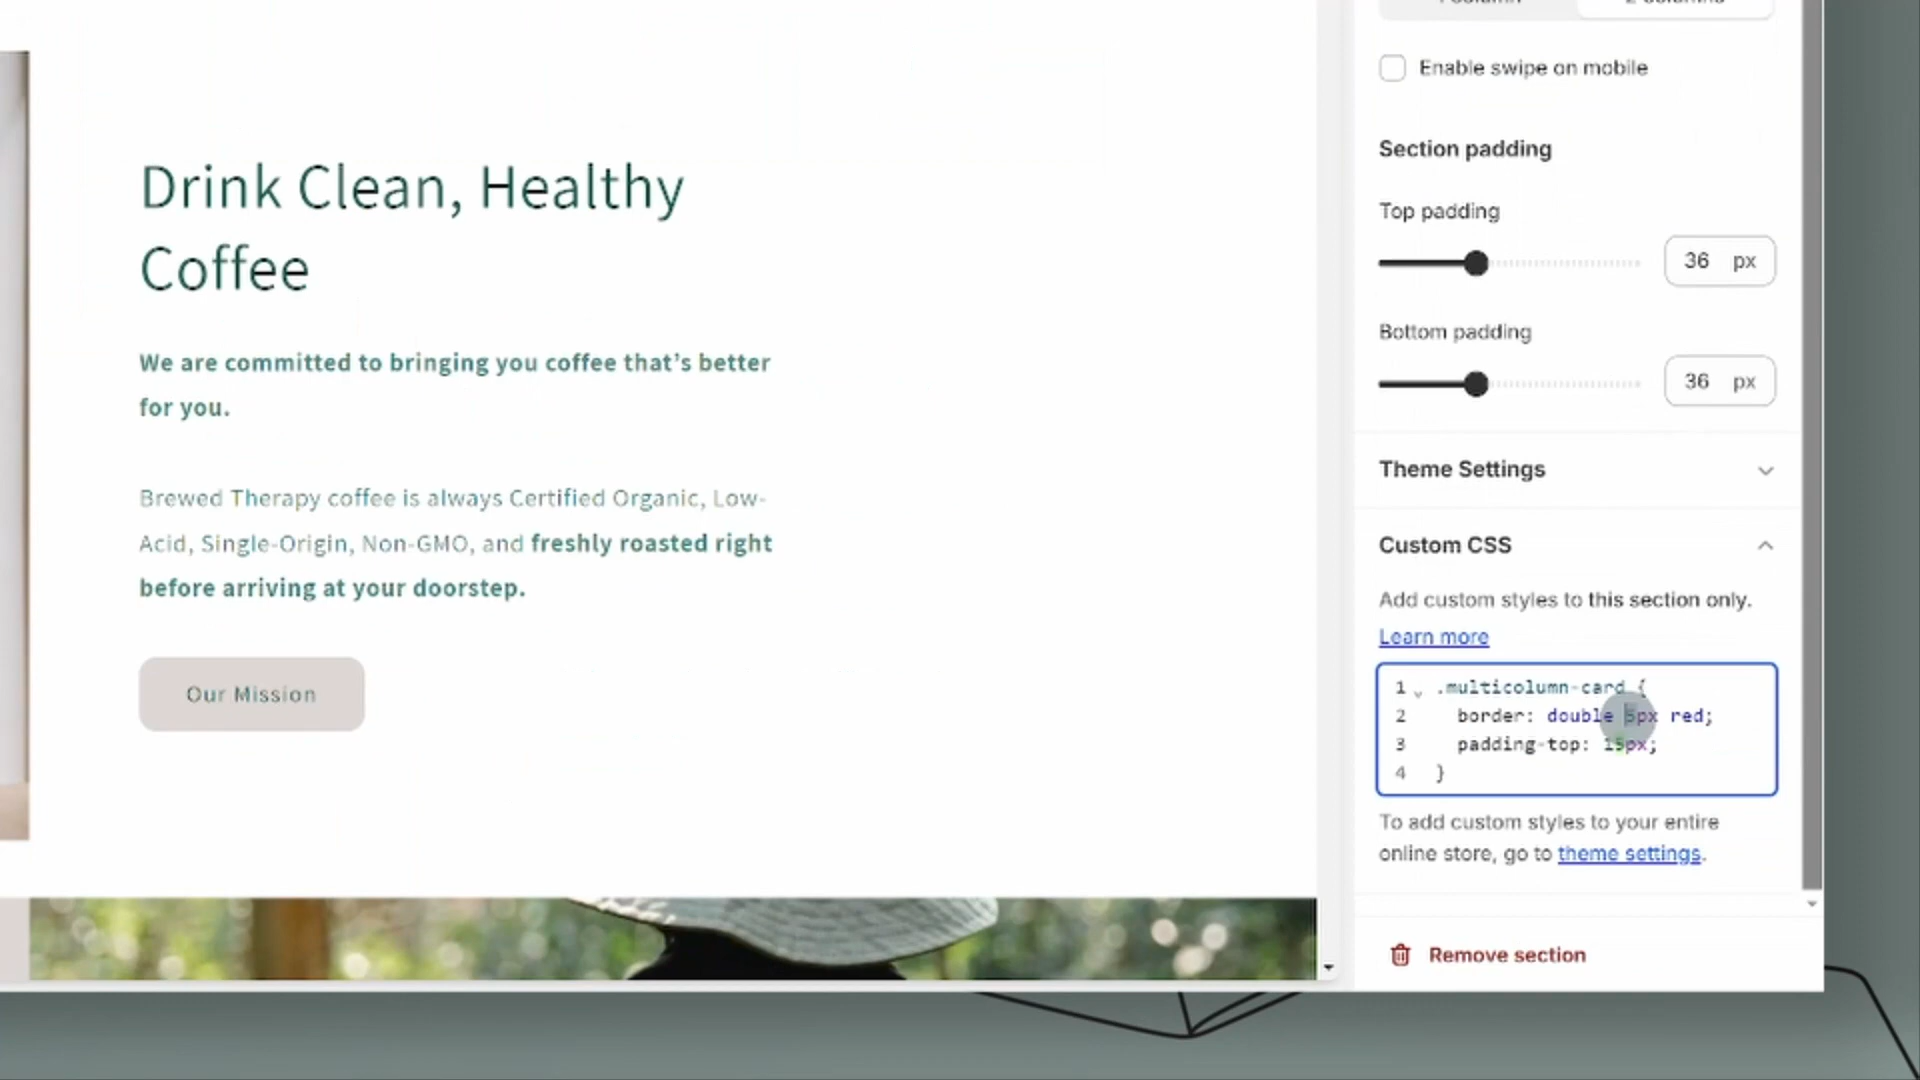 Drink Clean, Healthy
Coffee
We are committed to bringing you coffee that’s better
for you.
Brewed Therapy coffee is always Certified Organic, Low-
Acid, Single-Origin, Non-GMO, and freshly roasted right
before arriving at your doorstep.
Our Mission
Enable swipe on mobile
Section padding
Top padding
36 px
Bottom padding
36 px
Theme Settings
Custom CSS
Add custom styles to this section only.
Learn more
1 .multicolumn-card {
2 border: double 5px red;
3 padding-top: 15px;
4 }
To add custom styles to your entire
online store, go to theme settings.
Remove section